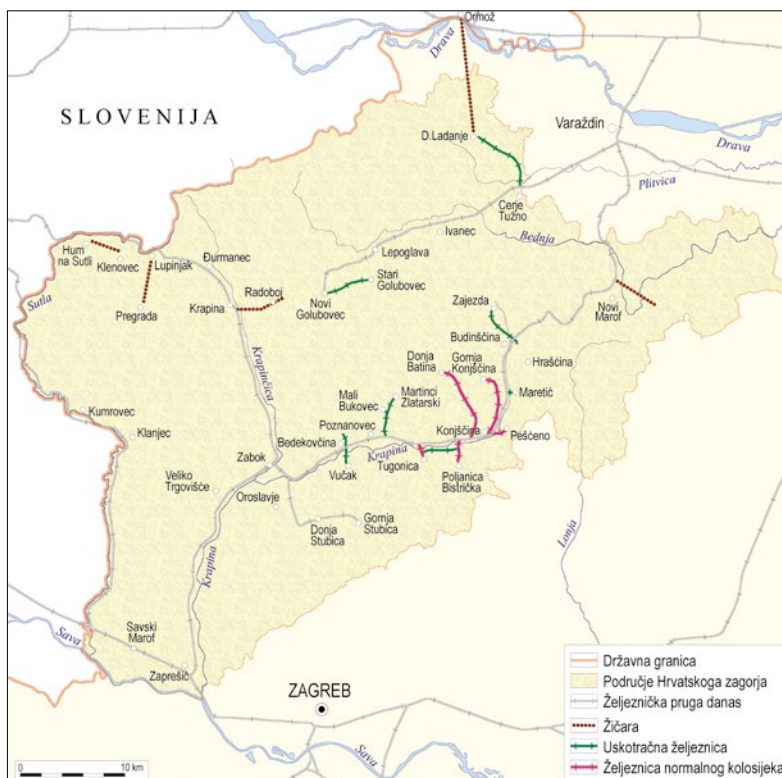 Ormož
Drava
SLOVENIJA
Varaždin
D.Ladanje
Drava
Plitvica
Cerje
Tužno
Bednja
Ivanec
Hum
na Sutli
Klenovec
Lupinjak
Đurmanec
Lepoglava
Stari
Golubovec
Sutla
Radoboj
Pregrada
Krapina
Novi
Golubovec
Zajezda
Novi
Marof
Budinščina
Krapinčica
Donja
Batina
Gornja
Konjščina
Hrašćina
Mali
Bukovec
Martinci
Zlatarski
Maretić
Kumrovec
Klanjec
Poznanovec
Bedekovčina
Konjščina
Pešćeno
Krapina
Zabok
Tugonica
Veliko
Trgovišće
Vučak
Poljanica
Bistrička
Oroslavje
Donja
Stubica
Gornja
Stubica
Lonja
Krapina
Savski
Marof
Sava
Zaprešić
ZAGREB
Sava
0 10 km
Državna granica
Područje Hrvatskoga zagorja
Željeznička pruga danas
Žičara
Uskotračna željeznica
Željeznica normalnog kolosijeka